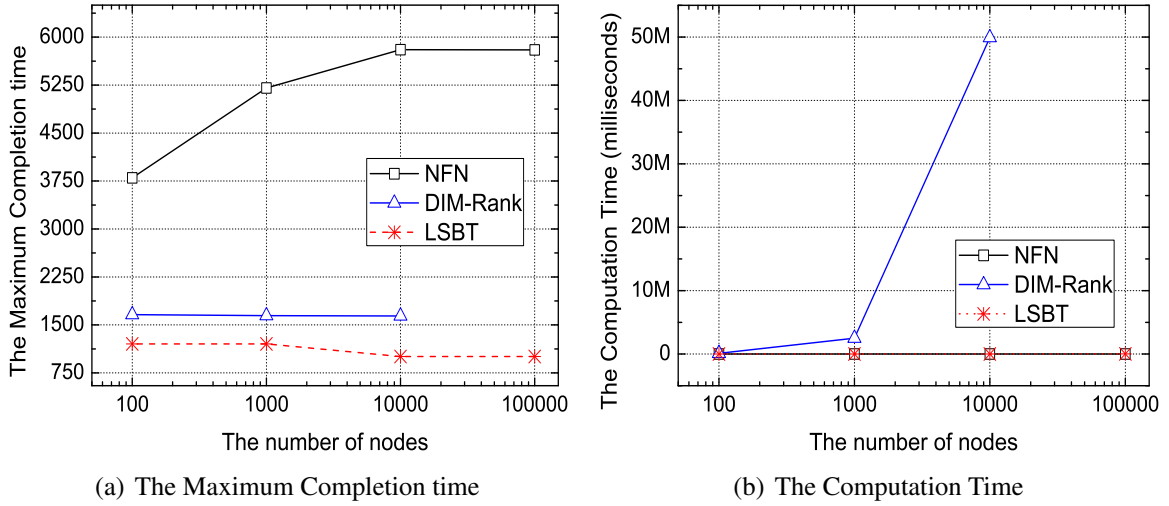 The Maximum Completion time
6000
5250
4500
3750
3000
2250
1500
750
NFN
DIM-Rank
LSBT
100
1000
10000
100000
The number of nodes
(a) The Maximum Completion time
The Computation Time (milliseconds)
50M
40M
30M
20M
10M
0
NFN
DIM-Rank
LSBT
100
1000
10000
100000
The number of nodes
(b) The Computation Time